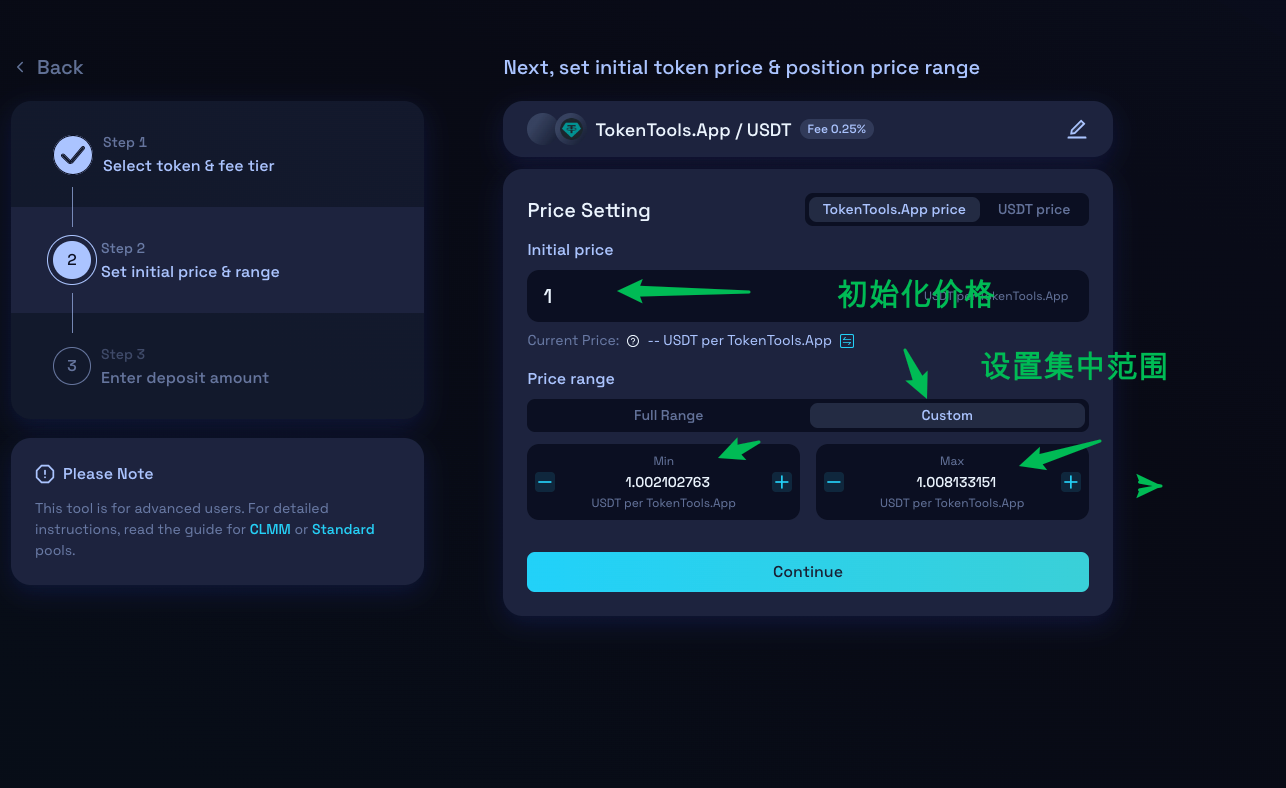 Back
Next, set initial token price & position price range
Step 1
Select token & fee tier
Step 2
2
Set initial price & range
Step 3
3
Enter deposit amount
Please Note
This tool is for advanced users. For detailed
instructions, read the guide for CLMM or Standard
pools.
TokenTools.App / USDT Fee 0.25%
Price Setting
TokenTools.App price USDT price
Initial price
1
初始化价格
USDT per TokenTools.App
Current Price: -- USDT per TokenTools.App
设置集中范围
Price range
Full Range Custom
Min
1.002102763
USDT per TokenTools.App
Max
1.008133151
USDT per TokenTools.App
Continue